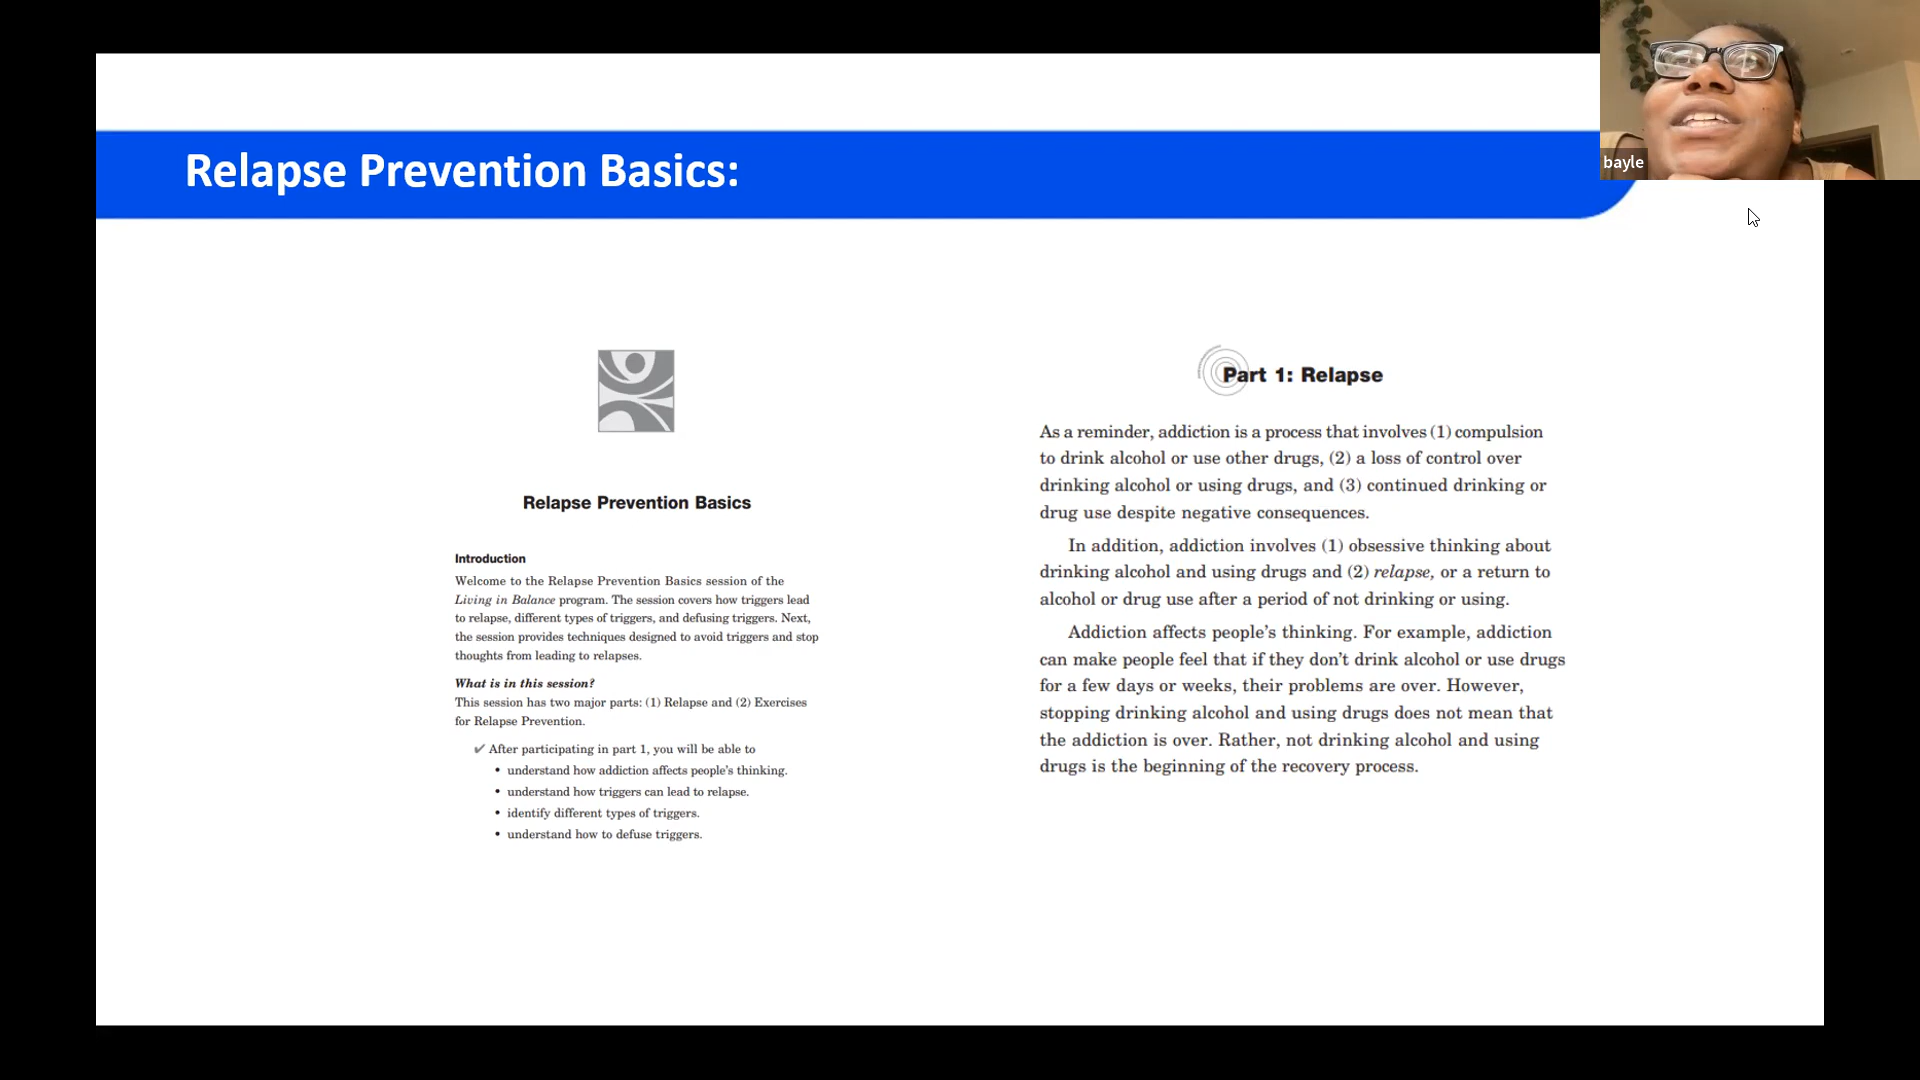 Relapse Prevention Basics:
bayle
Relapse Prevention Basics
Introduction
Welcome to the Relapse Prevention Basics session of the
Living in Balance program. The session covers how triggers lead
to relapse, different types of triggers, and defusing triggers. Next,
the session provides techniques designed to avoid triggers and stop
thoughts from leading to relapses.
What is in this session?
This session has two major parts: (1) Relapse and (2) Exercises
for Relapse Prevention.
✔ After participating in part 1, you will be able to
• understand how addiction affects people's thinking.
• understand how triggers can lead to relapse.
• identify different types of triggers.
• understand how to defuse triggers.
Part 1: Relapse
As a reminder, addiction is a process that involves (1) compulsion
to drink alcohol or use other drugs, (2) a loss of control over
drinking alcohol or using drugs, and (3) continued drinking or
drug use despite negative consequences.
In addition, addiction involves (1) obsessive thinking about
drinking alcohol and using drugs and (2) relapse, or a return to
alcohol or drug use after a period of not drinking or using.
Addiction affects people's thinking. For example, addiction
can make people feel that if they don't drink alcohol or use drugs
for a few days or weeks, their problems are over. However,
stopping drinking alcohol and using drugs does not mean that
the addiction is over. Rather, not drinking alcohol and using
drugs is the beginning of the recovery process.